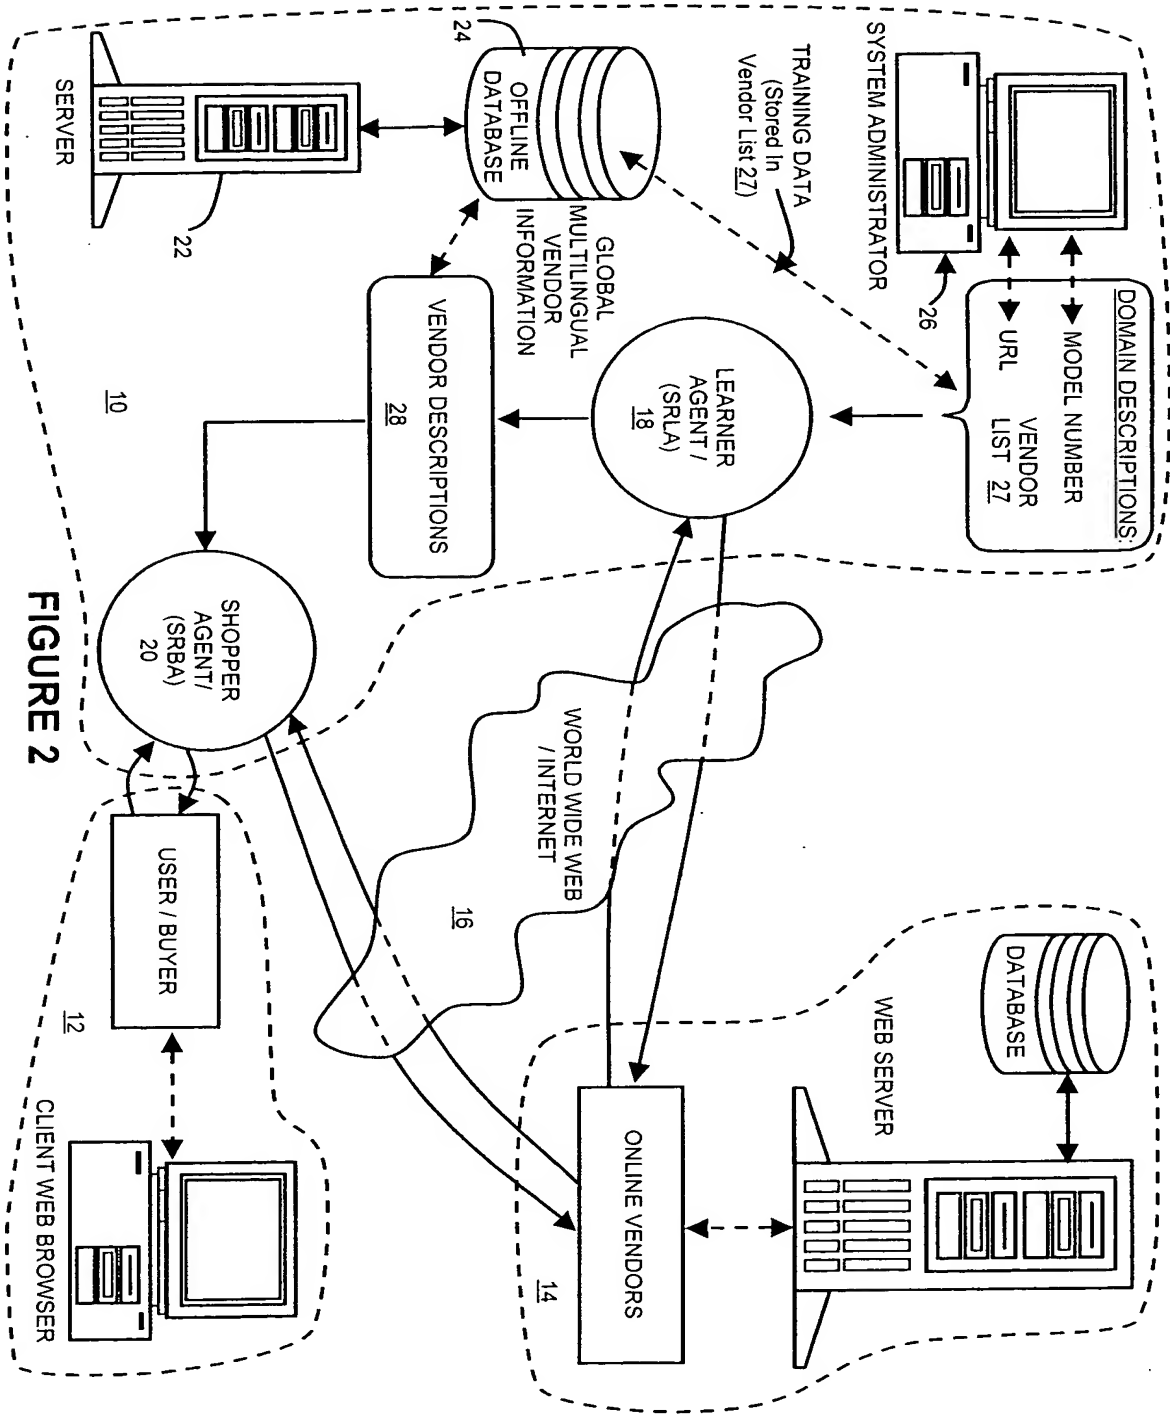 SYSTEM ADMINISTRATOR
26
DOMAIN DESCRIPTIONS:
MODEL NUMBER
URL
VENDOR
LIST 27
TRAINING DATA
(Stored In
Vendor List 27)
LEARNER
AGENT /
(SRLA)
18
24
OFFLINE
DATABASE
GLOBAL
MULTILINGUAL
VENDOR
INFORMATION
VENDOR DESCRIPTIONS
28
SERVER
22
10
SHOPPER
AGENT/
(SRBA)
20
WORLD WIDE WEB
/ INTERNET
16
DATABASE
WEB SERVER
ONLINE VENDORS
14
USER / BUYER
12
CLIENT WEB BROWSER
FIGURE 2